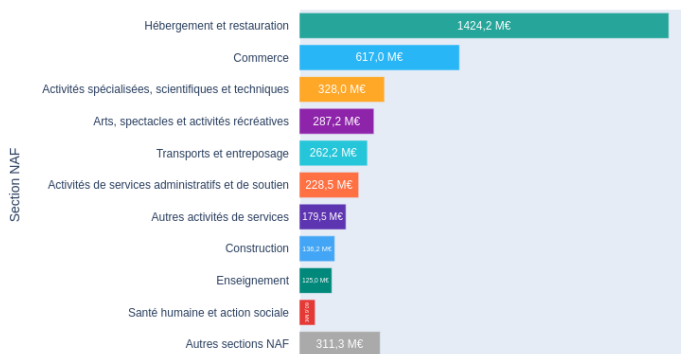 Hébergement et restauration
1424,2 M€
Commerce
617,0 M€
Activités spécialisées, scientifiques et techniques
328,0 M€
Arts, spectacles et activités récréatives
287,2 M€
Transports et entreposage
262,2 M€
Section NAF
Activités de services administratifs et de soutien
228,5 M€
Autres activités de services
179,5 M€
Construction
Enseignement
125,0 M€
Santé humaine et action sociale
Autres sections NAF
311,3 M€